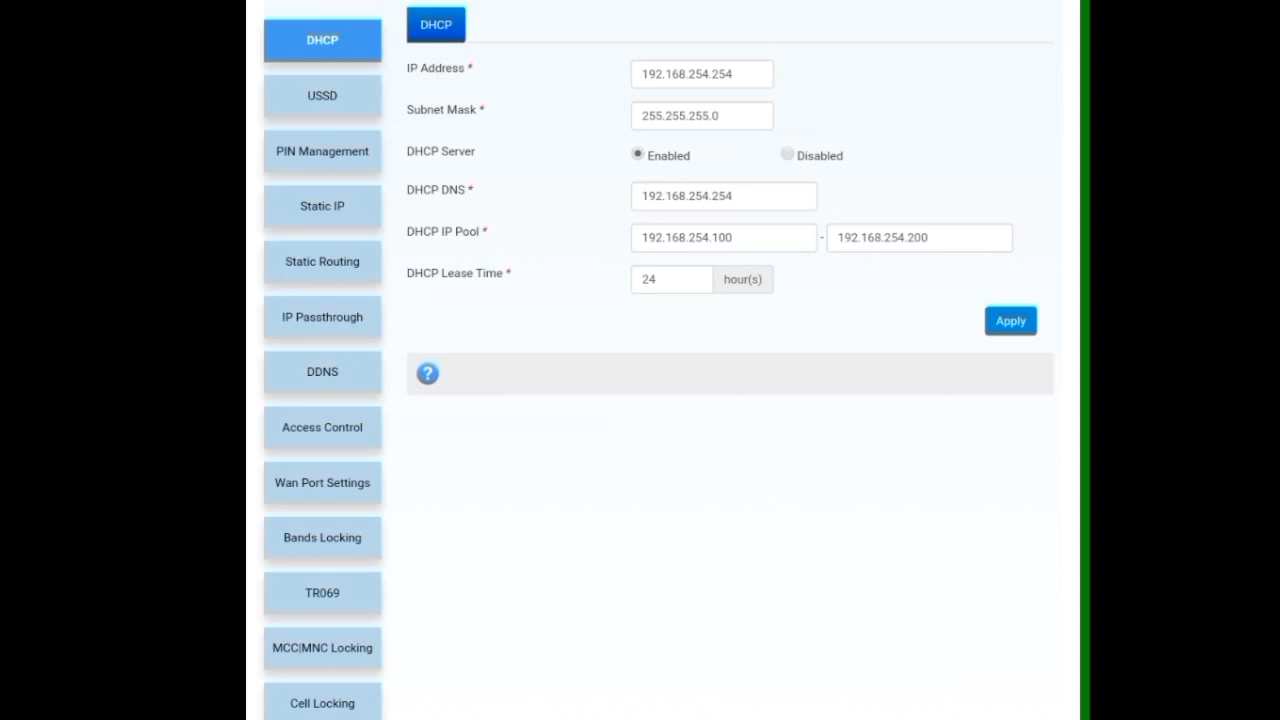 DHCP
USSD
PIN Management
Static IP
Static Routing
IP Passthrough
DDNS
Access Control
Wan Port Settings
Bands Locking
TR069
MCC|MNC Locking
Cell Locking
DHCP
IP Address * 192.168.254.254
Subnet Mask * 255.255.255.0
DHCP Server Enabled Disabled
DHCP DNS * 192.168.254.254
DHCP IP Pool * 192.168.254.100 - 192.168.254.200
DHCP Lease Time * 24 hour(s)
Apply
?